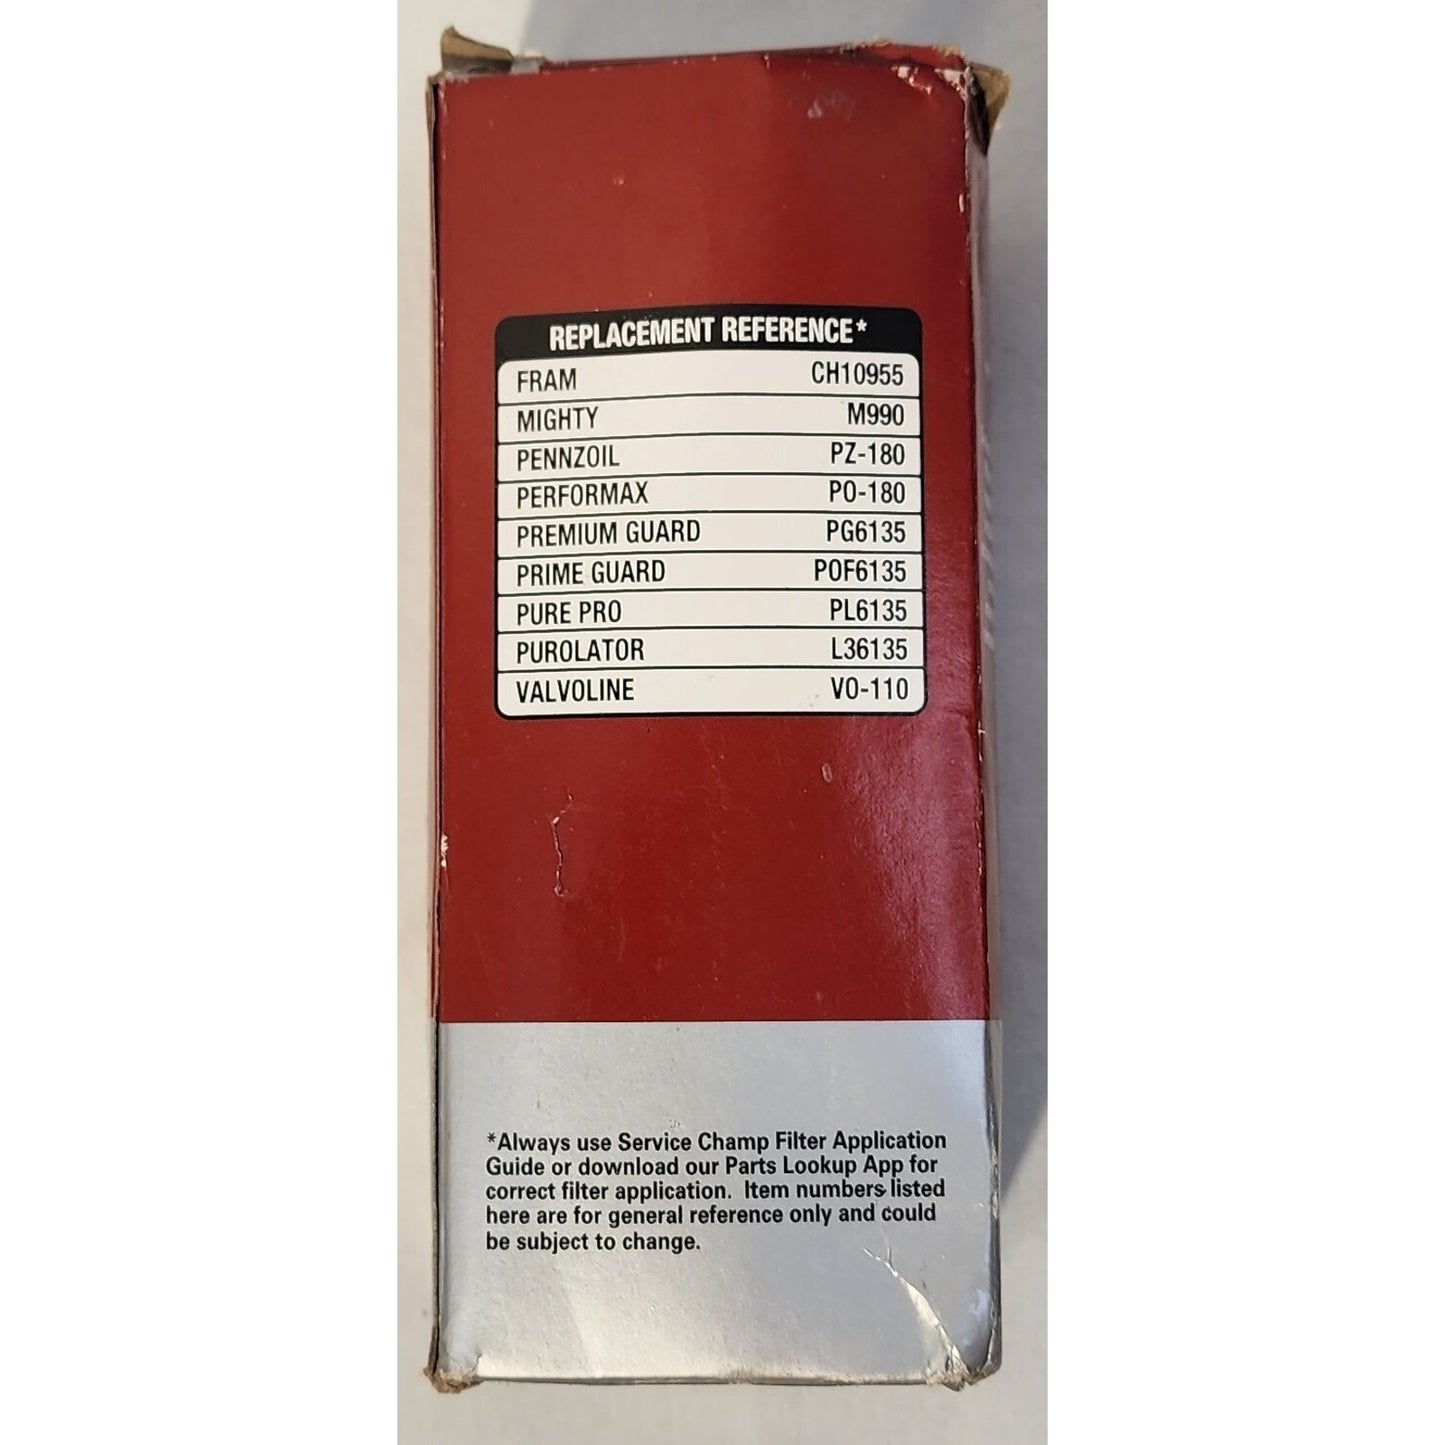 REPLACEMENT REFERENCE*
FRAM CH10955
MIGHTY M990
PENNZOIL PZ-180
PERFORMAX PO-180
PREMIUM GUARD PG6135
PRIME GUARD POF6135
PURE PRO PL6135
PUROLATOR L36135
VALVOLINE VO-110
*Always use Service Champ Filter Application
Guide or download our Parts Lookup App for
correct filter application. Item numbers listed
here are for general reference only and could
be subject to change.